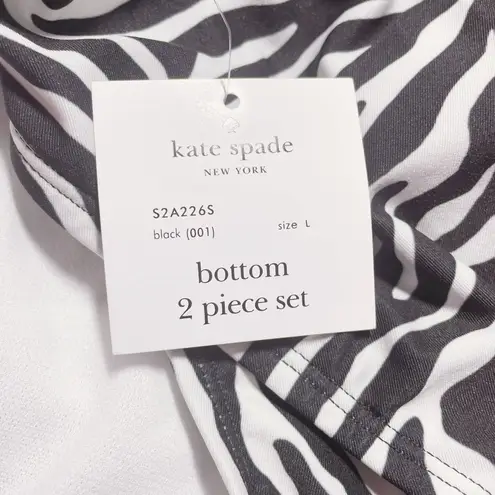 kate spade
NEW YORK
S2A226S
black (001) size L
bottom
2 piece set